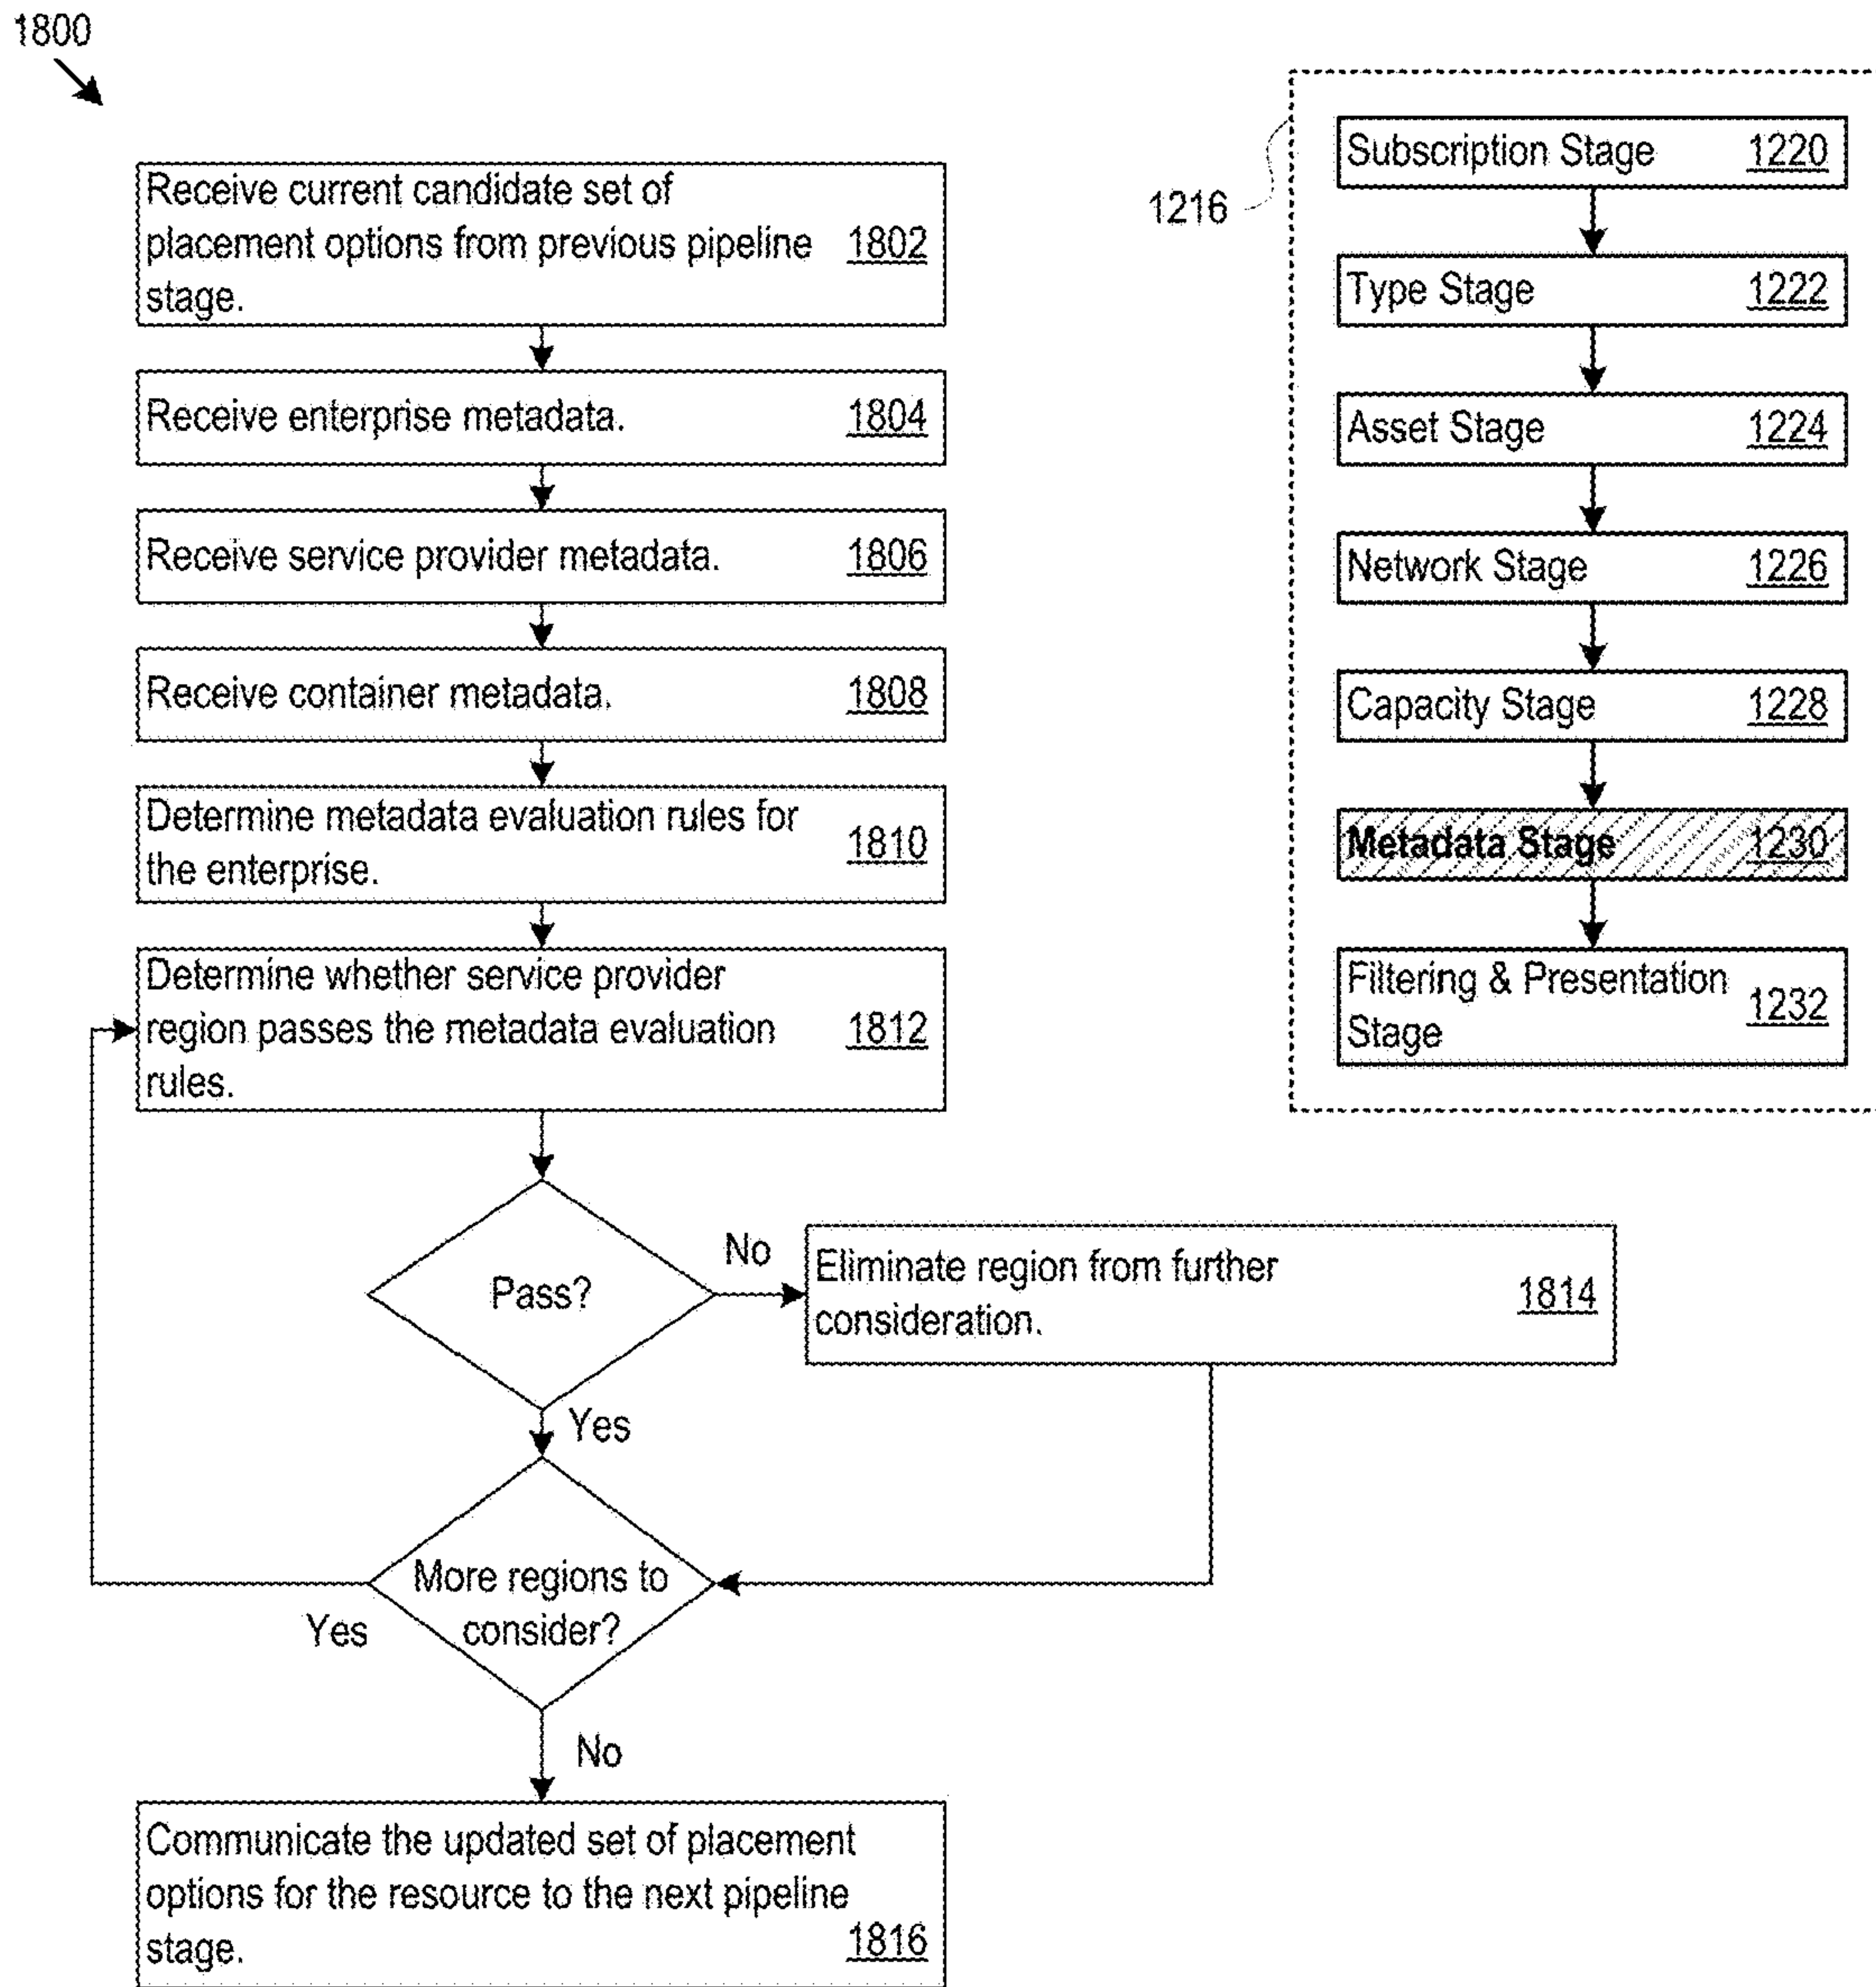 1800
Receive current candidate set of
placement options from previous pipeline 1802
stage.
Receive enterprise metadata. 1804
Receive service provider metadata. 1806
Receive container metadata. 1808
Determine metadata evaluation rules for
the enterprise. 1810
Determine whether service provider
region passes the metadata evaluation 1812
rules.
Pass?
No
Eliminate region from further
consideration. 1814
Yes
More regions to
consider?
Yes
No
Communicate the updated set of placement
options for the resource to the next pipeline
stage. 1816
1216
Subscription Stage 1220
Type Stage 1222
Asset Stage 1224
Network Stage 1226
Capacity Stage 1228
Metadata Stage 1230
Filtering & Presentation
Stage 1232